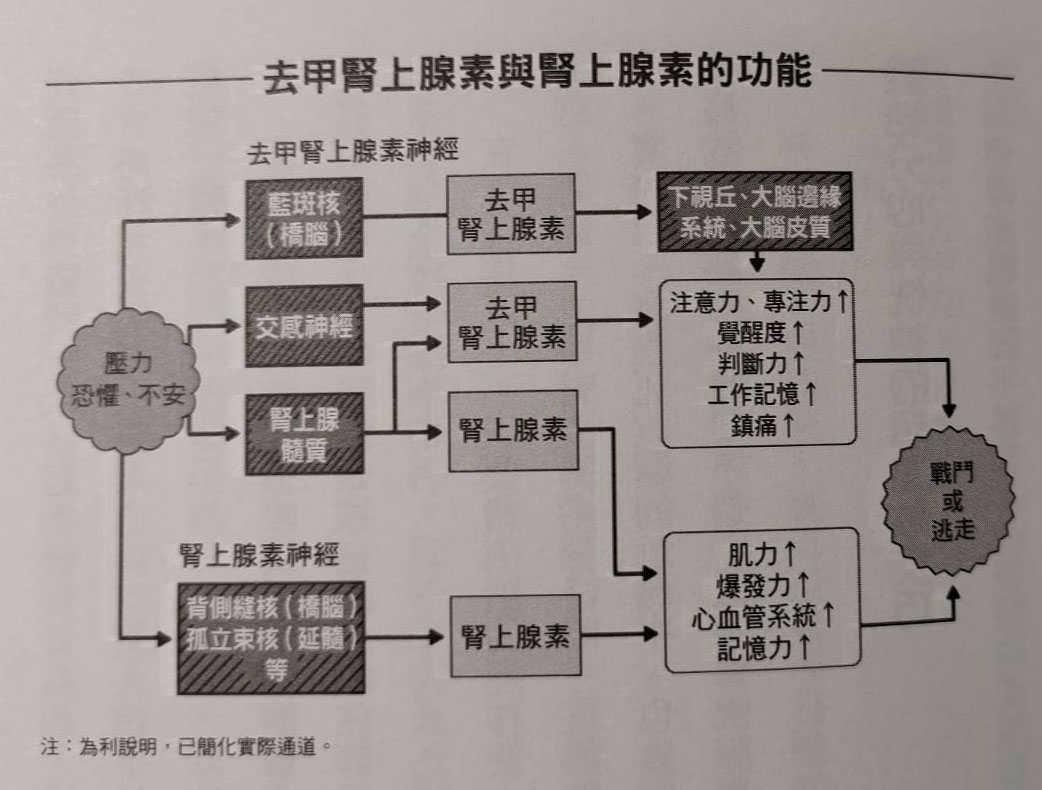 去甲腎上腺素與腎上腺素的功能
去甲腎上腺素神經
藍斑核
（橋腦）
去甲
腎上腺素
下視丘、大腦邊緣
系統、大腦皮質
交感神經
去甲
腎上腺素
注意力、專注力↑
覺醒度↑
判斷力↑
工作記憶↑
鎮痛↑
壓力
恐懼、不安
腎上腺
髓質
腎上腺素
戰鬥
或
逃走
腎上腺素神經
背側縫核（橋腦）
孤立束核（延髓）
等
腎上腺素
肌力↑
爆發力↑
心血管系統↑
記憶力↑
注：為利說明，已簡化實際通道。